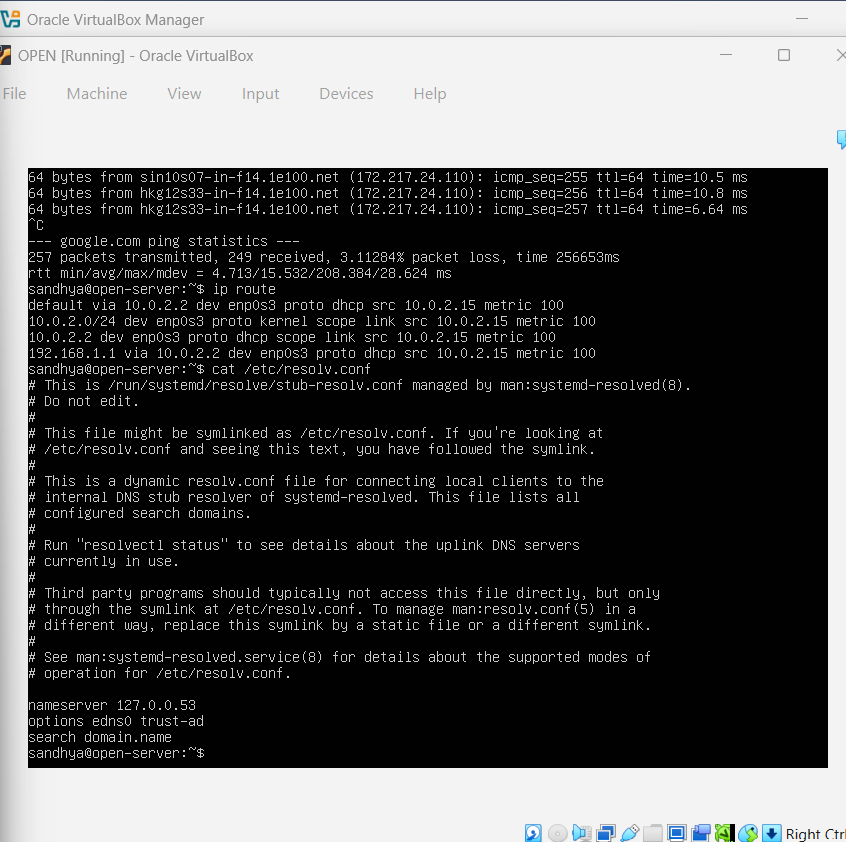 Oracle VirtualBox Manager
OPEN [Running] - Oracle VirtualBox
File Machine View Input Devices Help
64 bytes from sin10s07-in-f14.1e100.net (172.217.24.110): icmp_seq=255 ttl=64 time=10.5 ms
64 bytes from hkg12s33-in-f14.1e100.net (172.217.24.110): icmp_seq=256 ttl=64 time=10.8 ms
64 bytes from hkg12s33-in-f14.1e100.net (172.217.24.110): icmp_seq=257 ttl=64 time=6.64 ms
^C
--- google.com ping statistics ---
257 packets transmitted, 249 received, 3.11284% packet loss, time 256653ms
rtt min/avg/max/mdev = 4.713/15.532/208.384/28.624 ms
sandhya@open-server:~$ ip route
default via 10.0.2.2 dev enp0s3 proto dhcp src 10.0.2.15 metric 100
10.0.2.0/24 dev enp0s3 proto kernel scope link src 10.0.2.15 metric 100
10.0.2.2 dev enp0s3 proto dhcp scope link src 10.0.2.15 metric 100
192.168.1.1 via 10.0.2.2 dev enp0s3 proto dhcp src 10.0.2.15 metric 100
sandhya@open-server:~$ cat /etc/resolv.conf
# This is /run/systemd/resolve/stub-resolv.conf managed by man:systemd-resolved(8).
# Do not edit.
#
# This file might be symlinked as /etc/resolv.conf. If you're looking at
# /etc/resolv.conf and seeing this text, you have followed the symlink.
#
# This is a dynamic resolv.conf file for connecting local clients to the
# internal DNS stub resolver of systemd-resolved. This file lists all
# configured search domains.
#
# Run "resolvectl status" to see details about the uplink DNS servers
# currently in use.
#
# Third party programs should typically not access this file directly, but only
# through the symlink at /etc/resolv.conf. To manage man:resolv.conf(5) in a
# different way, replace this symlink by a static file or a different symlink.
#
# See man:systemd-resolved.service(8) for details about the supported modes of
# operation for /etc/resolv.conf.
nameserver 127.0.0.53
options edns0 trust-ad
search domain.name
sandhya@open-server:~$
Right Ctrl